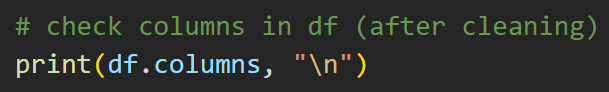 # check columns in df (after cleaning)
print(df.columns, "\n")